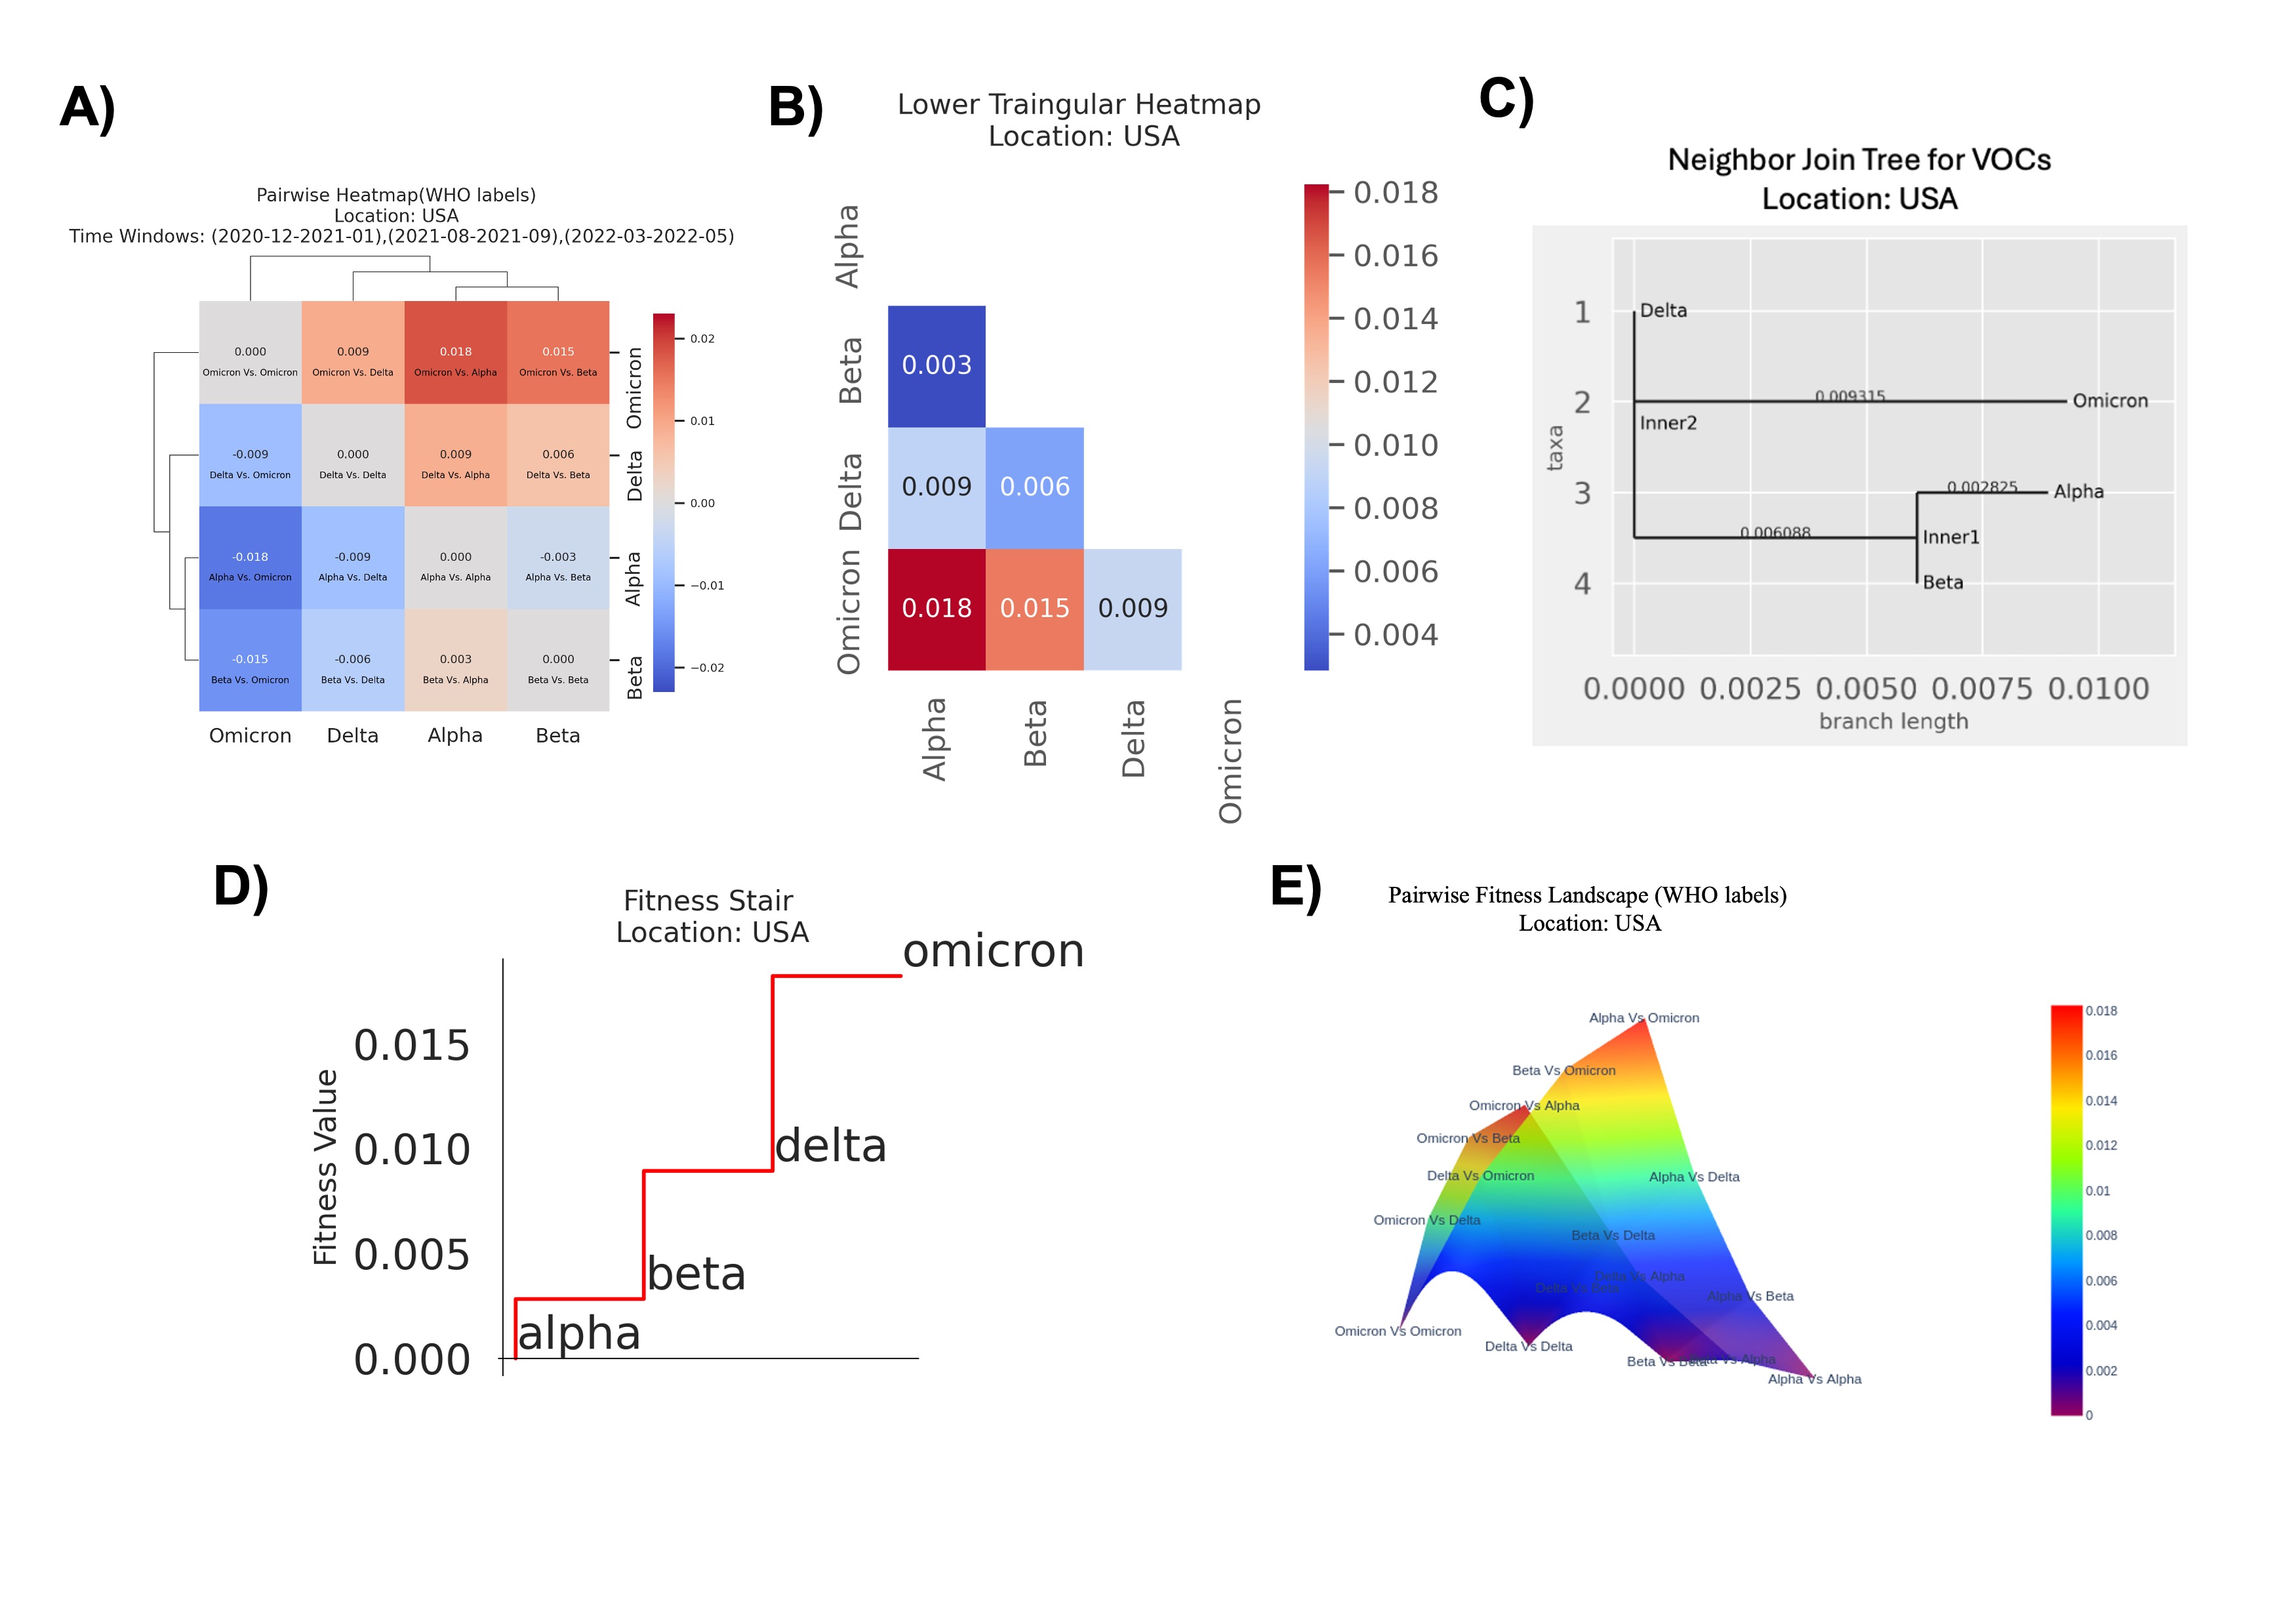 A)
Pairwise Heatmap(WHO labels)
Location: USA
Time Windows: (2020-12-2021-01),(2021-08-2021-09),(2022-03-2022-05)
0.000 0.009 0.018 0.015
Omicron Vs. Omicron Omicron Vs. Delta Omicron Vs. Alpha Omicron Vs. Beta
-0.009 0.000 0.009 0.006
Delta Vs. Omicron Delta Vs. Delta Delta Vs. Alpha Delta Vs. Beta
-0.018 -0.009 0.000 -0.003
Alpha Vs. Omicron Alpha Vs. Delta Alpha Vs. Alpha Alpha Vs. Beta
-0.015 -0.006 0.003 0.000
Beta Vs. Omicron Beta Vs. Delta Beta Vs. Alpha Beta Vs. Beta
Omicron
Delta
Alpha
Beta
Omicron Delta Alpha Beta
0.02
0.01
0.00
−0.01
−0.02
B)
Lower Traingular Heatmap
Location: USA
Alpha
Beta
Delta
Omicron
0.003
0.009 0.006
0.018 0.015 0.009
Alpha
Beta
Delta
Omicron
0.018
0.016
0.014
0.012
0.010
0.008
0.006
0.004
C)
Neighbor Join Tree for VOCs
Location: USA
taxa
1
2
3
4
Delta
0.009315
Omicron
Inner2
0.002825
Alpha
0.006088
Inner1
Beta
0.0000 0.0025 0.0050 0.0075 0.0100
branch length
D)
Fitness Stair
Location: USA
Fitness Value
0.015
0.010
0.005
0.000
omicron
delta
beta
alpha
E)
Pairwise Fitness Landscape (WHO labels)
Location: USA
Alpha Vs Omicron
Beta Vs Omicron
Omicron Vs Alpha
Omicron Vs Beta
Delta Vs Omicron
Alpha Vs Delta
Omicron Vs Delta
Beta Vs Delta
Delta Vs Alpha
Delta Vs Beta
Alpha Vs Beta
Omicron Vs Omicron
Delta Vs Delta
Beta Vs Beta
Vs Alpha
Alpha Vs Alpha
0.018
0.016
0.014
0.012
0.01
0.008
0.006
0.004
0.002
0